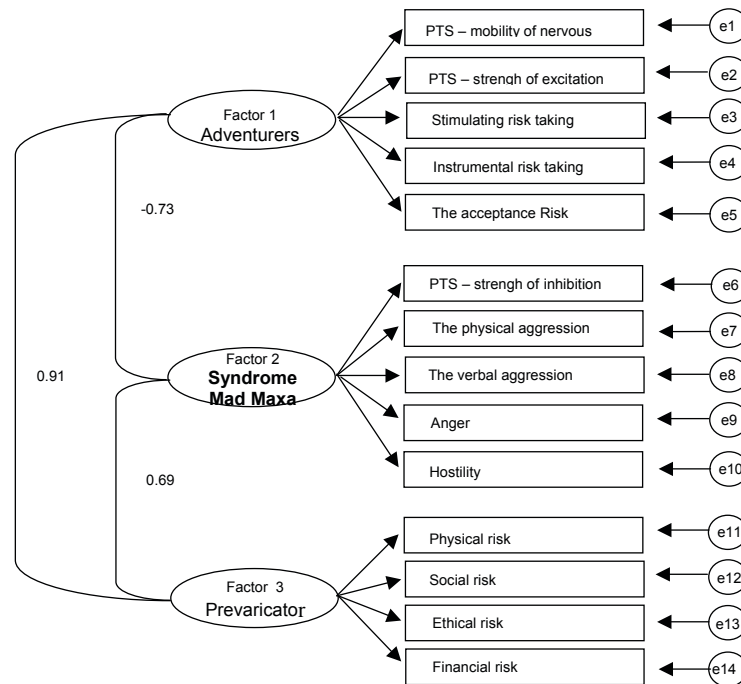 PTS – mobility of nervous
e1
PTS – strengh of excitation
e2
Factor 1
Adventurers
Stimulating risk taking
e3
Instrumental risk taking
e4
The acceptance Risk
e5
-0.73
PTS – strengh of inhibition
e6
The physical aggression
e7
Factor 2
Syndrome
Mad Maxa
The verbal aggression
e8
0.91
Anger
e9
Hostility
e10
0.69
Physical risk
e11
Factor 3
Prevaricator
Social risk
e12
Ethical risk
e13
Financial risk
e14